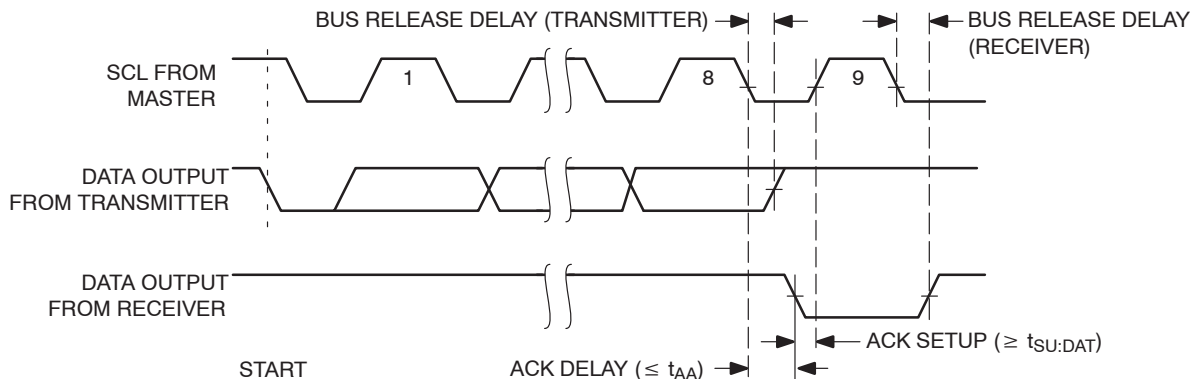 BUS RELEASE DELAY (TRANSMITTER)
BUS RELEASE DELAY
(RECEIVER)
SCL FROM
MASTER
1
8
9
DATA OUTPUT
FROM TRANSMITTER
DATA OUTPUT
FROM RECEIVER
START
ACK DELAY (≤ tAA)
ACK SETUP (≥ tSU:DAT)